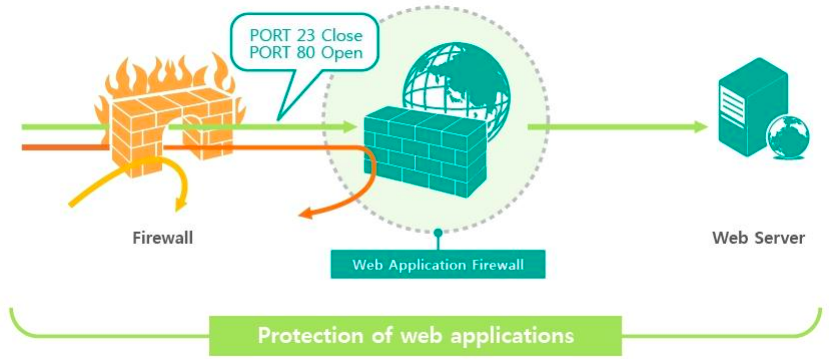 PORT 23 Close
PORT 80 Open
Firewall
Web Server
Web Application Firewall
Protection of web applications